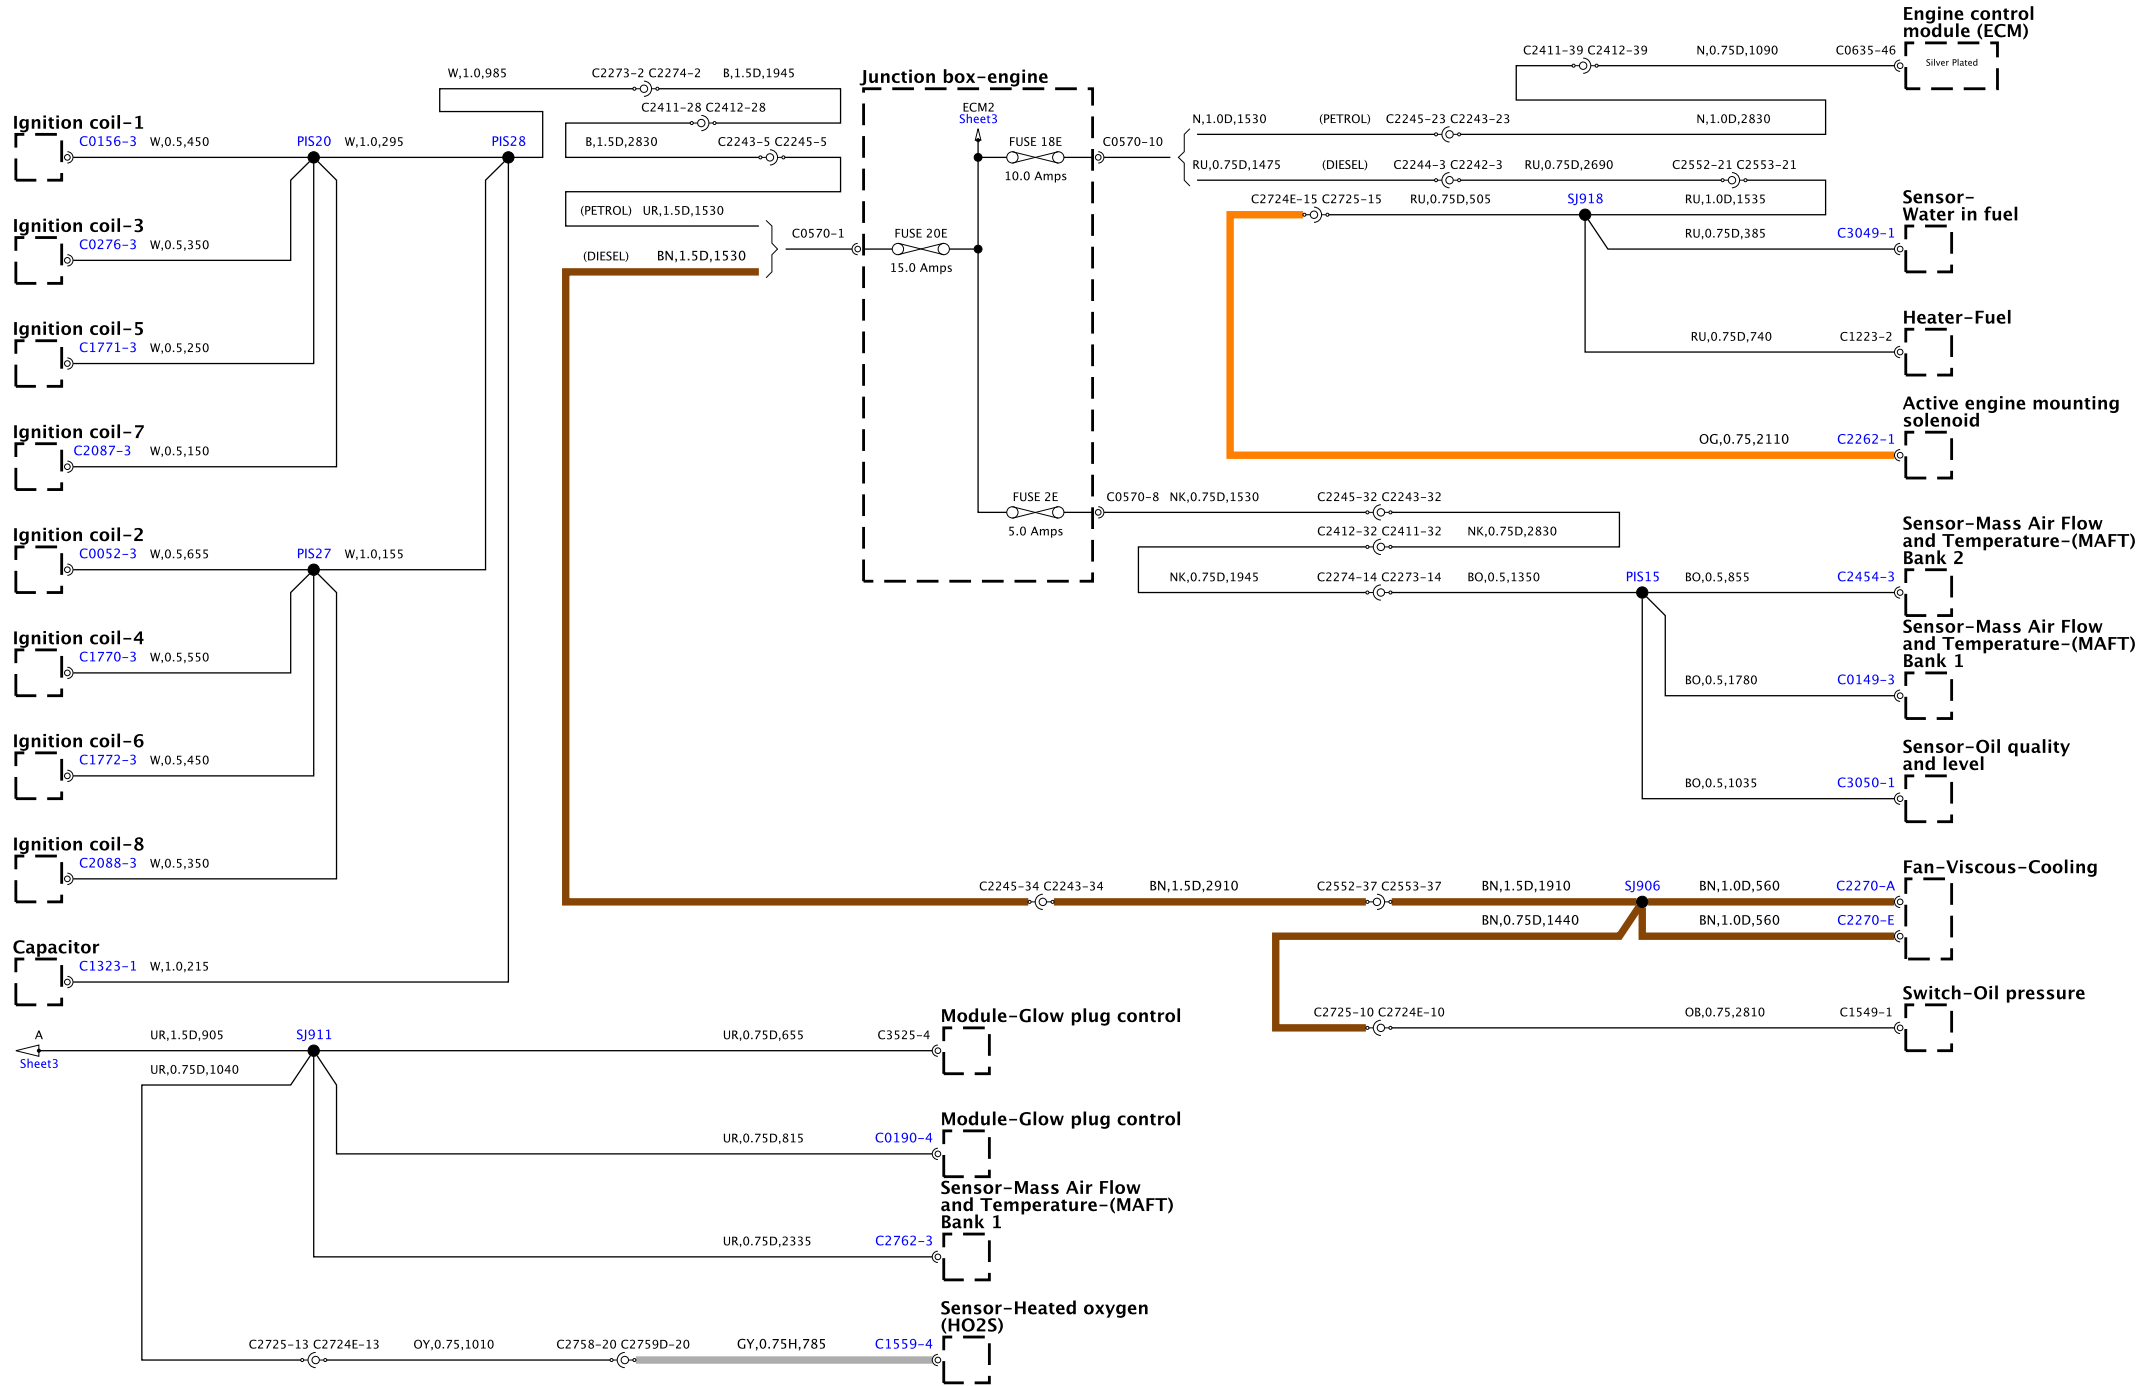 Engine control
module (ECM)
C2411-39 C2412-39 N,0.75D,1090 C0635-46
Silver Plated
W,1.0,985 C2273-2 C2274-2 B,1.5D,1945
Junction box-engine
C2411-28 C2412-28
ECM2
Sheet3
Ignition coil-1
C0156-3 W,0.5,450 PIS20 W,1.0,295 PIS28
B,1.5D,2830 C2243-5 C2245-5
FUSE 18E
10.0 Amps
C0570-10
N,1.0D,1530 (PETROL) C2245-23 C2243-23 N,1.0D,2830
RU,0.75D,1475 (DIESEL) C2244-3 C2242-3 RU,0.75D,2690 C2552-21 C2553-21
C2724E-15 C2725-15 RU,0.75D,505 SJ918 RU,1.0D,1535
Sensor-
Water in fuel
RU,0.75D,385 C3049-1
(PETROL) UR,1.5D,1530
C0570-1
FUSE 20E
15.0 Amps
(DIESEL) BN,1.5D,1530
Ignition coil-3
C0276-3 W,0.5,350
Heater-Fuel
RU,0.75D,740 C1223-2
Ignition coil-5
C1771-3 W,0.5,250
Active engine mounting
solenoid
OG,0.75,2110 C2262-1
Ignition coil-7
C2087-3 W,0.5,150
FUSE 2E
5.0 Amps
C0570-8 NK,0.75D,1530 C2245-32 C2243-32
C2412-32 C2411-32 NK,0.75D,2830
NK,0.75D,1945 C2274-14 C2273-14 BO,0.5,1350 PIS15 BO,0.5,855 C2454-3
Sensor-Mass Air Flow
and Temperature-(MAFT)
Bank 2
Ignition coil-2
C0052-3 W,0.5,655 PIS27 W,1.0,155
Sensor-Mass Air Flow
and Temperature-(MAFT)
Bank 1
BO,0.5,1780 C0149-3
Ignition coil-4
C1770-3 W,0.5,550
Sensor-Oil quality
and level
BO,0.5,1035 C3050-1
Ignition coil-6
C1772-3 W,0.5,450
Ignition coil-8
C2088-3 W,0.5,350
Fan-Viscous-Cooling
C2245-34 C2243-34 BN,1.5D,2910 C2552-37 C2553-37 BN,1.5D,1910 SJ906 BN,1.0D,560 C2270-A
BN,0.75D,1440 BN,1.0D,560 C2270-E
Capacitor
C1323-1 W,1.0,215
Switch-Oil pressure
C2725-10 C2724E-10 OB,0.75,2810 C1549-1
Module-Glow plug control
A
Sheet3
UR,1.5D,905 SJ911 UR,0.75D,655 C3525-4
UR,0.75D,1040
Module-Glow plug control
UR,0.75D,815 C0190-4
Sensor-Mass Air Flow
and Temperature-(MAFT)
Bank 1
UR,0.75D,2335 C2762-3
Sensor-Heated oxygen
(HO2S)
C2725-13 C2724E-13 OY,0.75,1010 C2758-20 C2759D-20 GY,0.75H,785 C1559-4